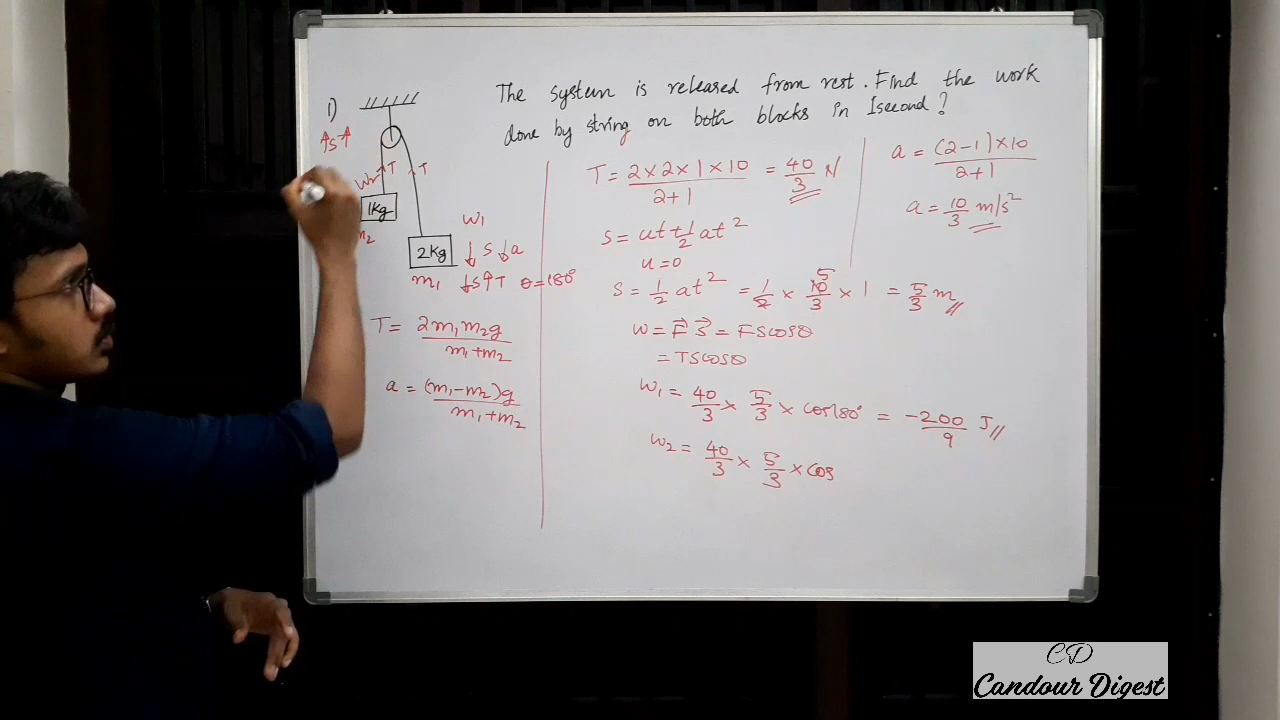 The system is released from rest. Find the work
done by string on both blocks in 1second?
1)
↑S↑
T T
W2
1kg
m2
2kg
m1
W1
↓ S ↓ a
↓S↑T θ=180°
T = 2m1m2g / m1+m2
a = (m1-m2)g / m1+m2
T = 2×2×1×10 / 2+1 = 40/3 N
S = ut+1/2 at²
u=0
S = 1/2 at² = 1/2 × 10/3 × 1 = 5/3 m
5
W = F⃗ S⃗ = FScosθ
= TScosθ
W1 = 40/3 × 5/3 × cos180° = -200/9 J
W2 = 40/3 × 5/3 × cos
a = (2-1)×10 / 2+1
a = 10/3 m/s²
CD
Candour Digest